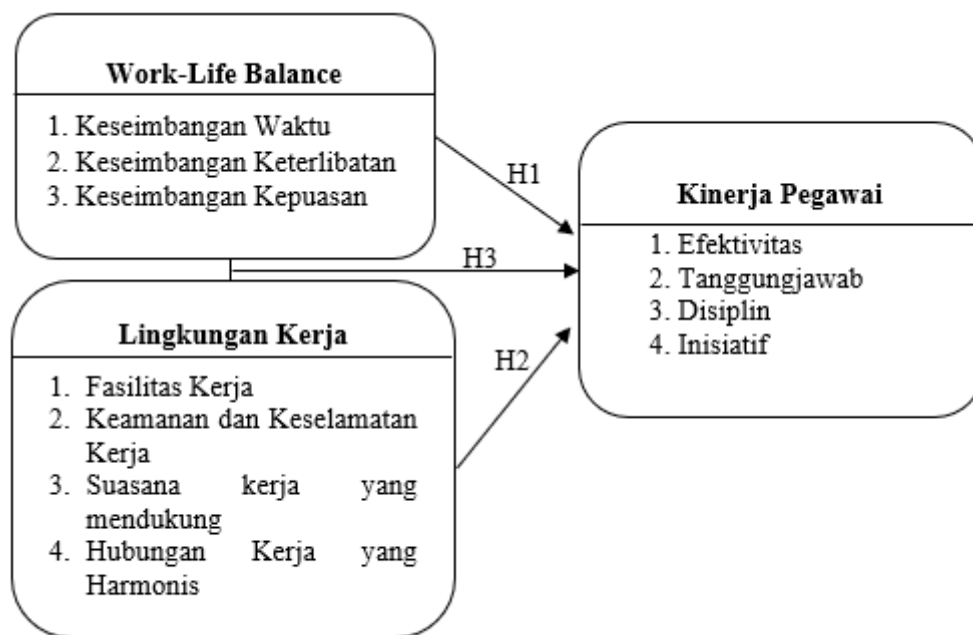 Work-Life Balance
1. Keseimbangan Waktu
2. Keseimbangan Keterlibatan
3. Keseimbangan Kepuasan
H1
Kinerja Pegawai
1. Efektivitas
2. Tanggungjawab
3. Disiplin
4. Inisiatif
H3
Lingkungan Kerja
1. Fasilitas Kerja
2. Keamanan dan Keselamatan
Kerja
3. Suasana kerja yang
mendukung
4. Hubungan Kerja yang
Harmonis
H2